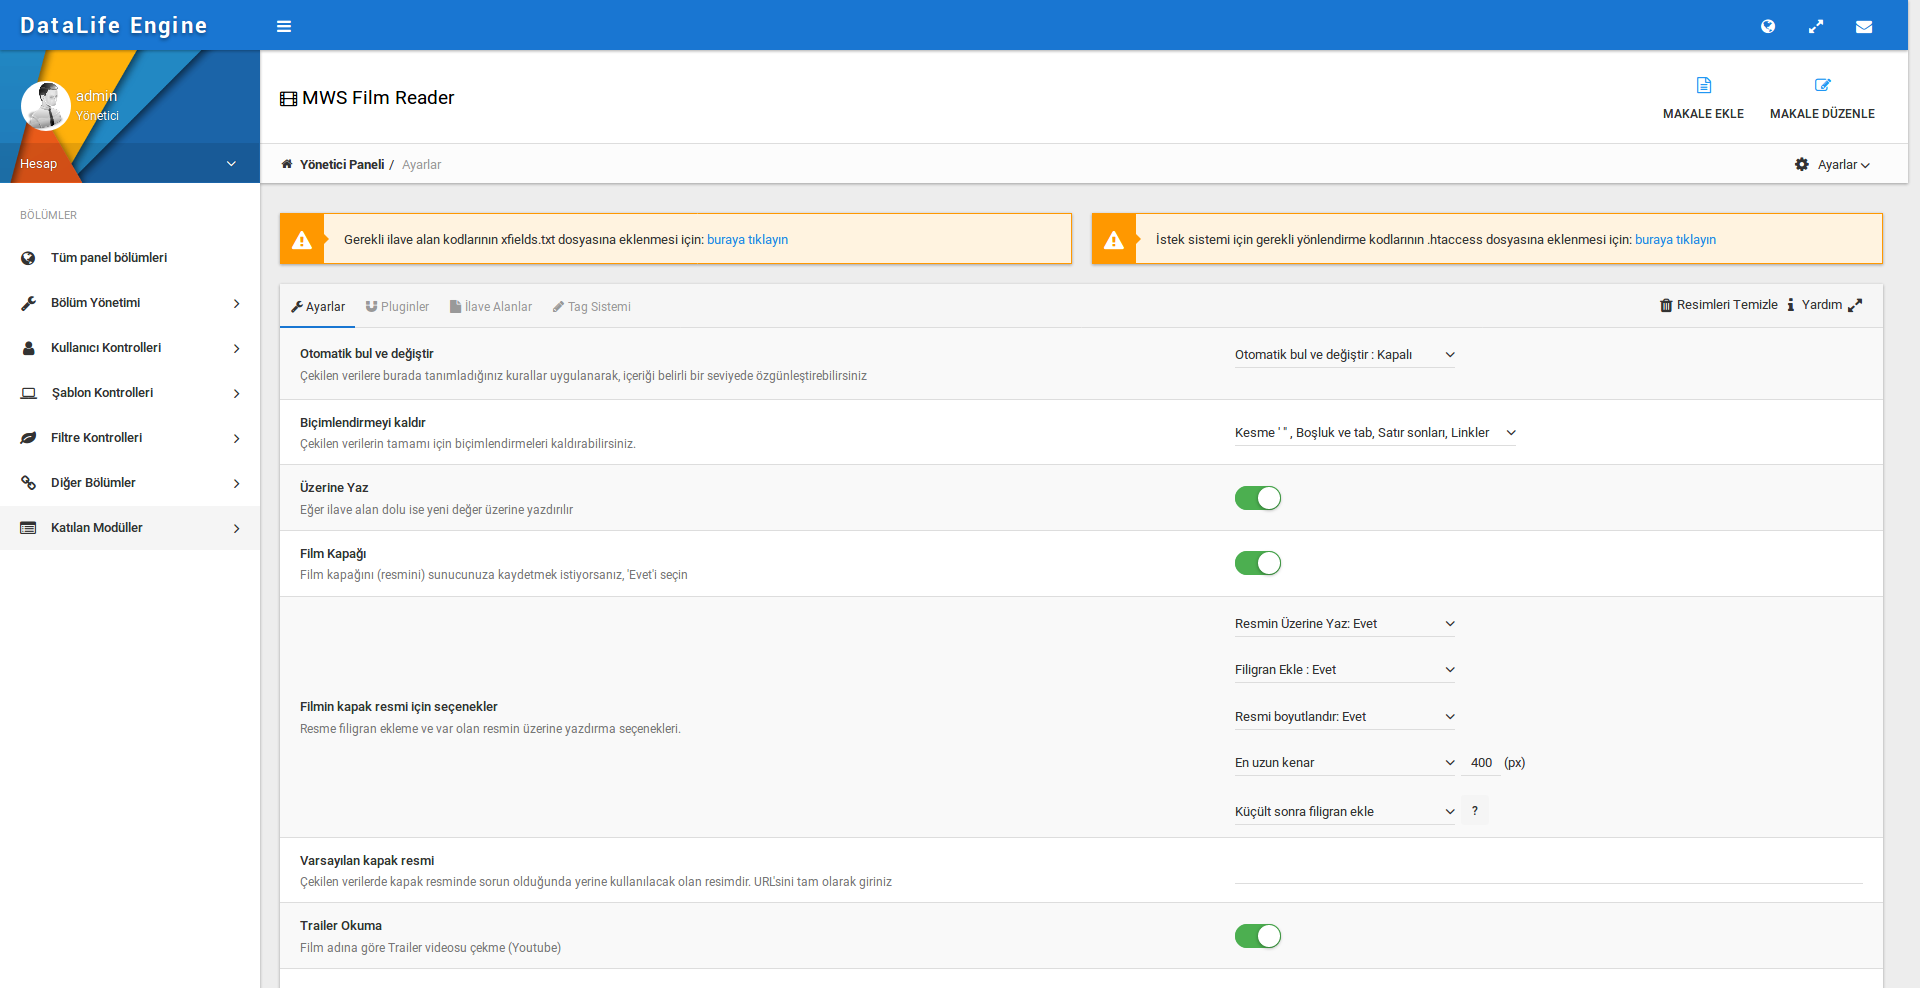 DataLife Engine
admin
Yönetici
Hesap
BÖLÜMLER
Tüm panel bölümleri
Bölüm Yönetimi
Kullanıcı Kontrolleri
Şablon Kontrolleri
Filtre Kontrolleri
Diğer Bölümler
Katılan Modüller
MWS Film Reader
MAKALE EKLE
MAKALE DÜZENLE
Yönetici Paneli / Ayarlar
Ayarlar
Gerekli ilave alan kodlarının xfields.txt dosyasına eklenmesi için: buraya tıklayın
İstek sistemi için gerekli yönlendirme kodlarının .htaccess dosyasına eklenmesi için: buraya tıklayın
Ayarlar Pluginler İlave Alanlar Tag Sistemi
Resimleri Temizle Yardım
Otomatik bul ve değiştir
Çekilen verilere burada tanımladığınız kurallar uygulanarak, içeriği belirli bir seviyede özgünleştirebilirsiniz
Otomatik bul ve değiştir : Kapalı
Biçimlendirmeyi kaldır
Çekilen verilerin tamamı için biçimlendirmeleri kaldırabilirsiniz.
Kesme ' " , Boşluk ve tab, Satır sonları, Linkler
Üzerine Yaz
Eğer ilave alan dolu ise yeni değer üzerine yazdırılır
Film Kapağı
Film kapağını (resmini) sunucunuza kaydetmek istiyorsanız, 'Evet'i seçin
Filmin kapak resmi için seçenekler
Resme filigran ekleme ve var olan resmin üzerine yazdırma seçenekleri.
Resmin Üzerine Yaz: Evet
Filigran Ekle : Evet
Resmi boyutlandır: Evet
En uzun kenar 400 (px)
Küçült sonra filigran ekle ?
Varsayılan kapak resmi
Çekilen verilerde kapak resminde sorun olduğunda yerine kullanılacak olan resimdir. URL'sini tam olarak giriniz
Trailer Okuma
Film adına göre Trailer videosu çekme (Youtube)